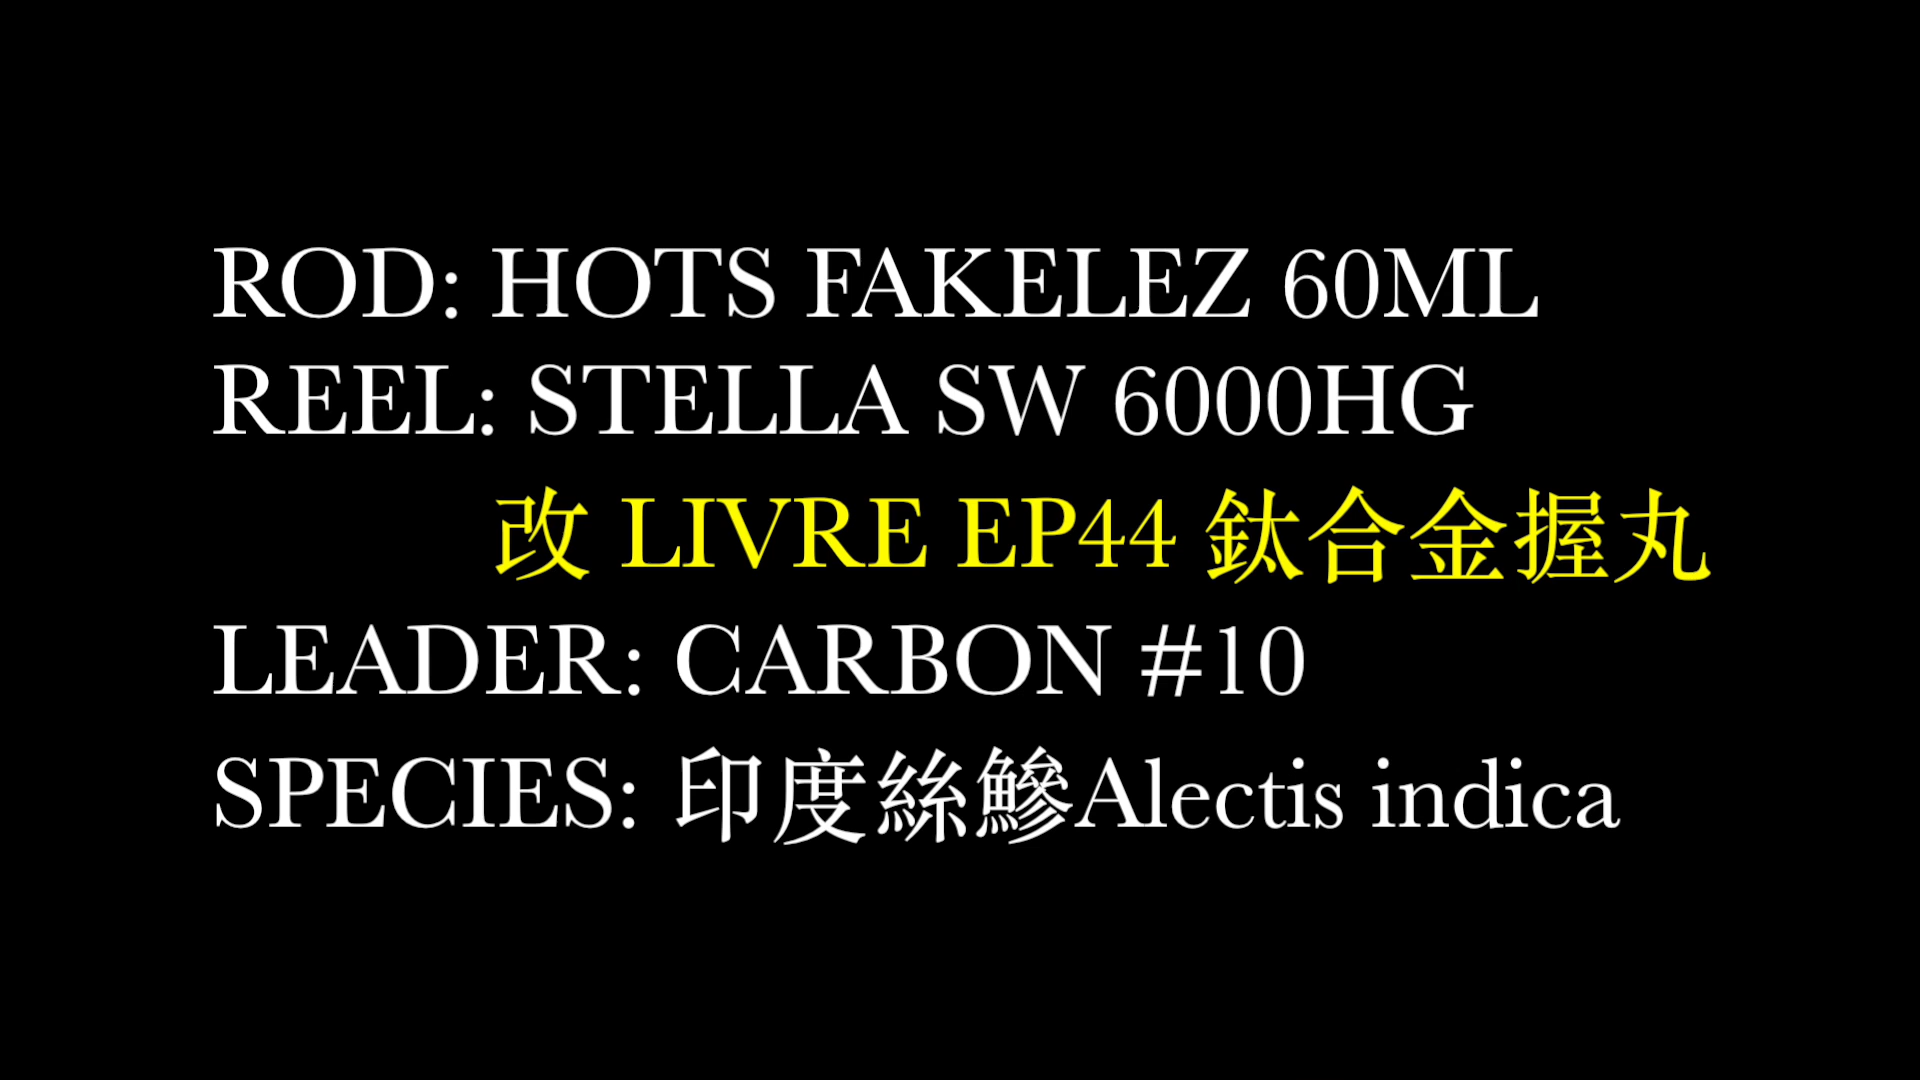 ROD: HOTS FAKELEZ 60ML
REEL: STELLA SW 6000HG
改 LIVRE EP44 鈦合金握丸
LEADER: CARBON #10
SPECIES: 印度絲鰺Alectis indica